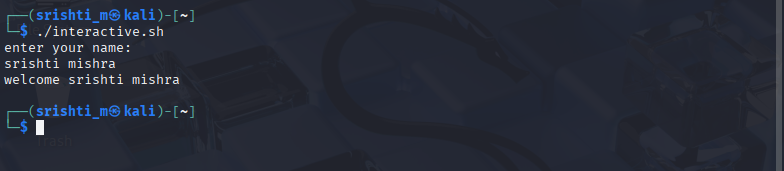 ┌──(srishti_m㉿kali)-[~]
└─$ ./interactive.sh
enter your name:
srishti mishra
welcome srishti mishra
┌──(srishti_m㉿kali)-[~]
└─$